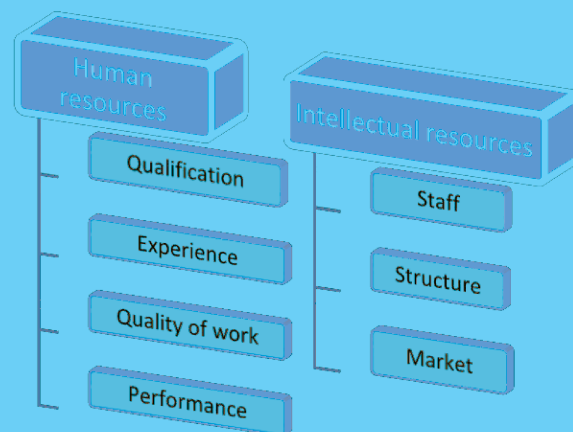 Human
resources
Qualification
Experience
Quality of work
Performance
Intellectual resources
Staff
Structure
Market